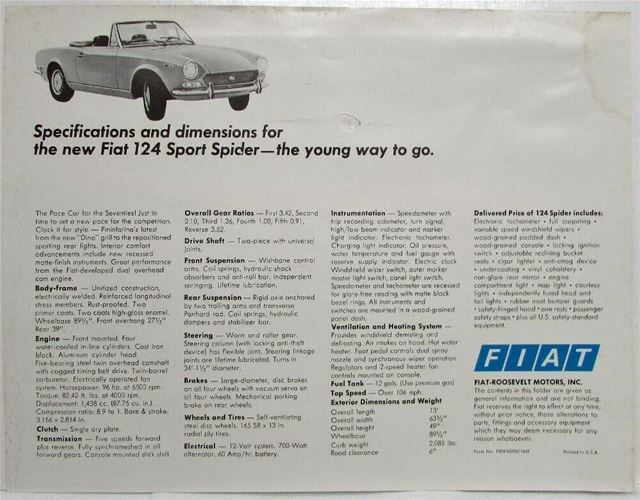 Specifications and dimensions for
the new Fiat 124 Sport Spider—the young way to go.
The Pace Car for the Seventies! Just in
time to set a new pace for the competition.
Clock it for style — Pininfarina's latest
from the new "Dino" grill to the repositioned
sporting rear lights. Interior comfort
advancements include new recessed
matte-finish instruments. Great performance
from the Fiat-developed dual overhead
cam engine.
Body-frame — Unitized construction,
electrically welded. Reinforced longitudinal
stress members. Rust-proofed. Two
primer coats. Two coats high-gloss enamel.
Wheelbase 89½". Front overhang 27½"
Rear 39".
Engine — Front mounted. Four
water-cooled in-line cylinders. Cast iron
block. Aluminum cylinder head.
Five-bearing steel twin overhead camshaft
with cogged timing belt drive. Twin-barrel
carburetor. Electrically operated fan
system. Horsepower: 96 hp. at 6500 rpm.
Torque: 82.42 ft. lbs. at 4000 rpm.
Displacement: 1,438 cc. (87.75 cu. in.).
Compression ratio: 8.9 to 1. Bore & stroke:
3.166 x 2.814 in.
Clutch — Single dry plate.
Transmission — Five speeds forward
plus reverse. Fully synchromeshed in all
forward gears. Console mounted stick shift.
Overall Gear Ratios — First 3.42, Second
2.10, Third 1.36, Fourth 1.00, Fifth 0.91,
Reverse 3.52.
Drive Shaft — Two-piece with universal
joints.
Front Suspension — Wishbone control
arms. Coil springs, hydraulic shock
absorbers and anti-roll bar. Independent
springing. Lifetime lubrication.
Rear Suspension — Rigid axle anchored
by two trailing arms and transverse
Panhard rod. Coil springs, hydraulic
dampers and stabilizer bar.
Steering — Worm and roller gear.
Steering column (with locking anti-theft
device) has flexible joint. Steering linkage
joints are lifetime lubricated. Turns in
34'-1½" diameter.
Brakes — Large-diameter, disc brakes
on all four wheels with vacuum servo on
all four wheels. Mechanical parking
brake on rear wheels.
Wheels and Tires — Self-ventilating
steel disc wheels. 165 SR x 13 in.
radial ply tires.
Electrical — 12-Volt system. 700-Watt
alternator. 60 Amp/hr. battery.
Instrumentation — Speedometer with
trip recording odometer, turn signal,
high/low beam indicator and marker
light indicator. Electronic tachometer.
Charging light indicator. Oil pressure,
water temperature and fuel gauge with
reserve supply indicator. Electric clock.
Windshield wiper switch, outer marker
master light switch, panel light switch.
Speedometer and tachometer are recessed
for glare-free reading with matte black
bezel rings. All instruments and
switches are mounted in a wood-grained
panel dash.
Ventilation and Heating System —
Provides windshield demisting and
defrosting. Air intakes on hood. Hot water
heater. Foot pedal controls dual spray
nozzle and synchronous wiper operation.
Regulators and 2-speed heater fan
controls mounted on console.
Fuel Tank — 12 gals. (Use premium gas)
Top Speed — Over 106 mph.
Exterior Dimensions and Weight
Overall length 13'
Overall width 63½"
Overall height 49"
Wheelbase 89½"
Curb weight 2,085 lbs.
Road clearance 6"
Delivered Price of 124 Spider includes:
Electronic tachometer • full carpeting •
variable speed windshield wipers •
wood-grained padded dash •
wood-grained console • locking ignition
switch • adjustable reclining bucket
seats • cigar lighter • anti-smog device
• undercoating • vinyl upholstery •
non-glare rear mirror • engine
compartment light • map light • courtesy
lights • independently fused head and
tail lights • rubber inset bumper guards
• safety-hinged hood • arm rests • passenger
safety straps • plus all U.S. safety-standard
equipment.
FIAT
FIAT-ROOSEVELT MOTORS, INC.
The contents in this folder are given as
general information and are not binding.
Fiat reserves the right to effect at any time,
without prior notice, those alterations to
parts, fittings and accessory equipment
which they may deem necessary for any
reason whatsoever.
Form No. Printed in U.S.A.